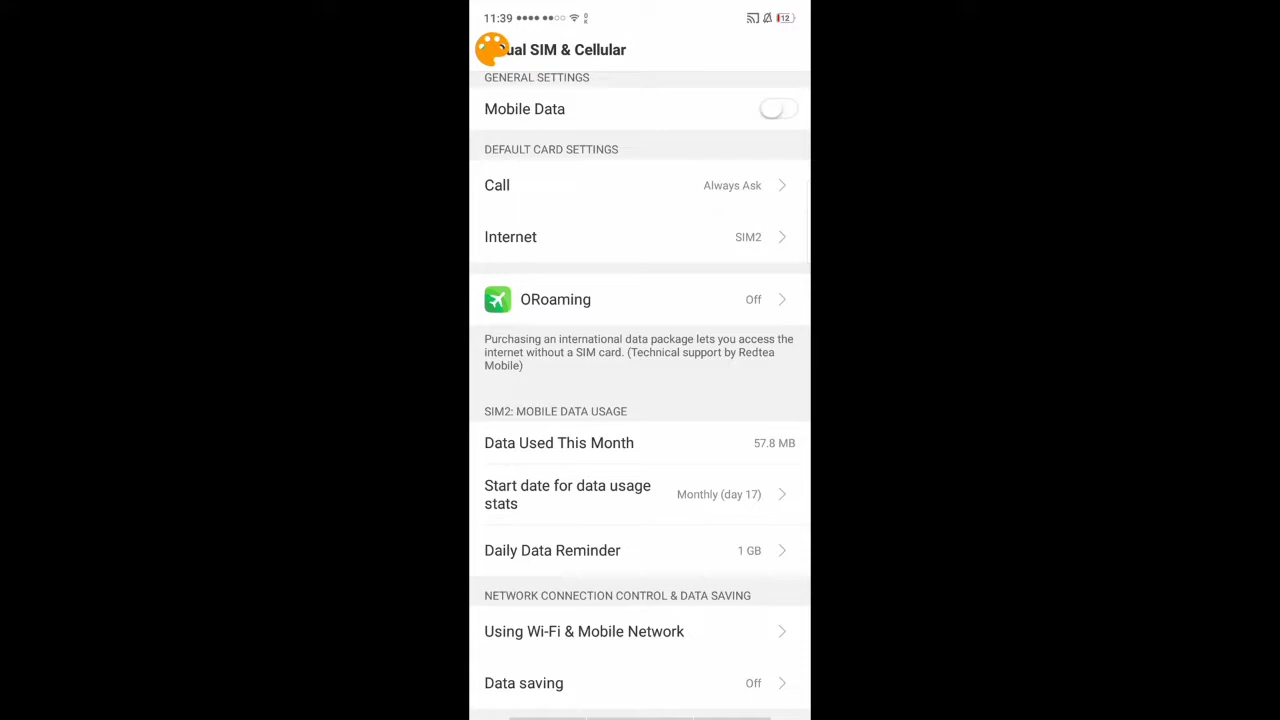 11:39
12
ual SIM & Cellular
GENERAL SETTINGS
Mobile Data
DEFAULT CARD SETTINGS
Call Always Ask
Internet SIM2
ORoaming Off
Purchasing an international data package lets you access the
internet without a SIM card. (Technical support by Redtea
Mobile)
SIM2: MOBILE DATA USAGE
Data Used This Month 57.8 MB
Start date for data usage
stats Monthly (day 17)
Daily Data Reminder 1 GB
NETWORK CONNECTION CONTROL & DATA SAVING
Using Wi-Fi & Mobile Network
Data saving Off